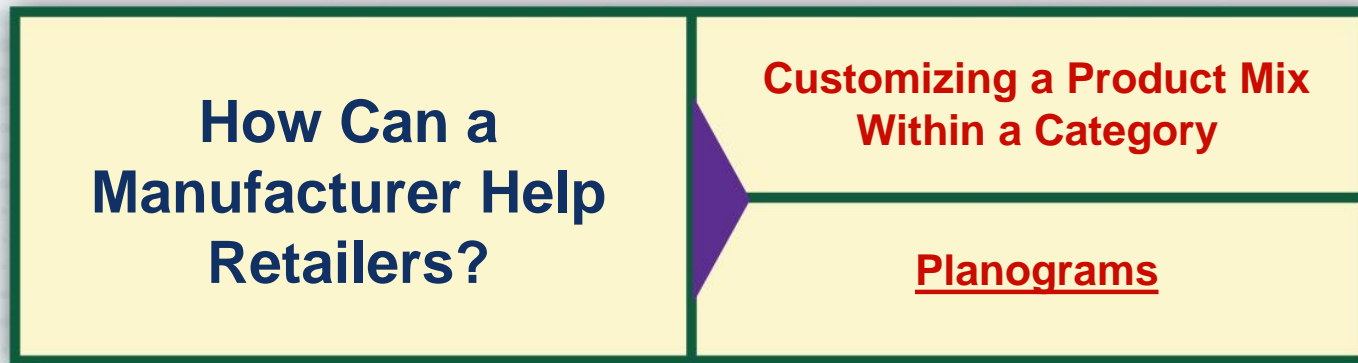 How Can a
Manufacturer Help
Retailers?
Customizing a Product Mix
Within a Category
Planograms